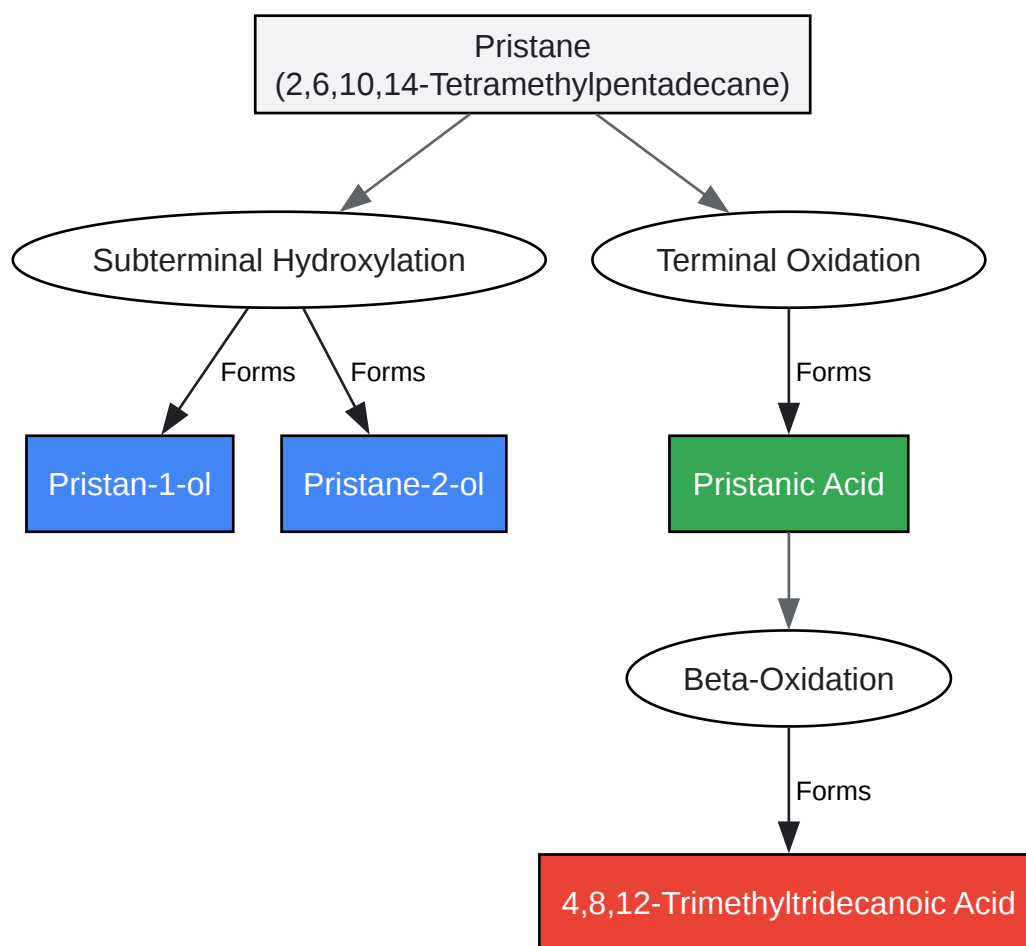 Pristane
(2,6,10,14-Tetramethylpentadecane)
Subterminal Hydroxylation
Terminal Oxidation
Forms
Forms
Forms
Pristan-1-ol
Pristane-2-ol
Pristanic Acid
Beta-Oxidation
Forms
4,8,12-Trimethyltridecanoic Acid